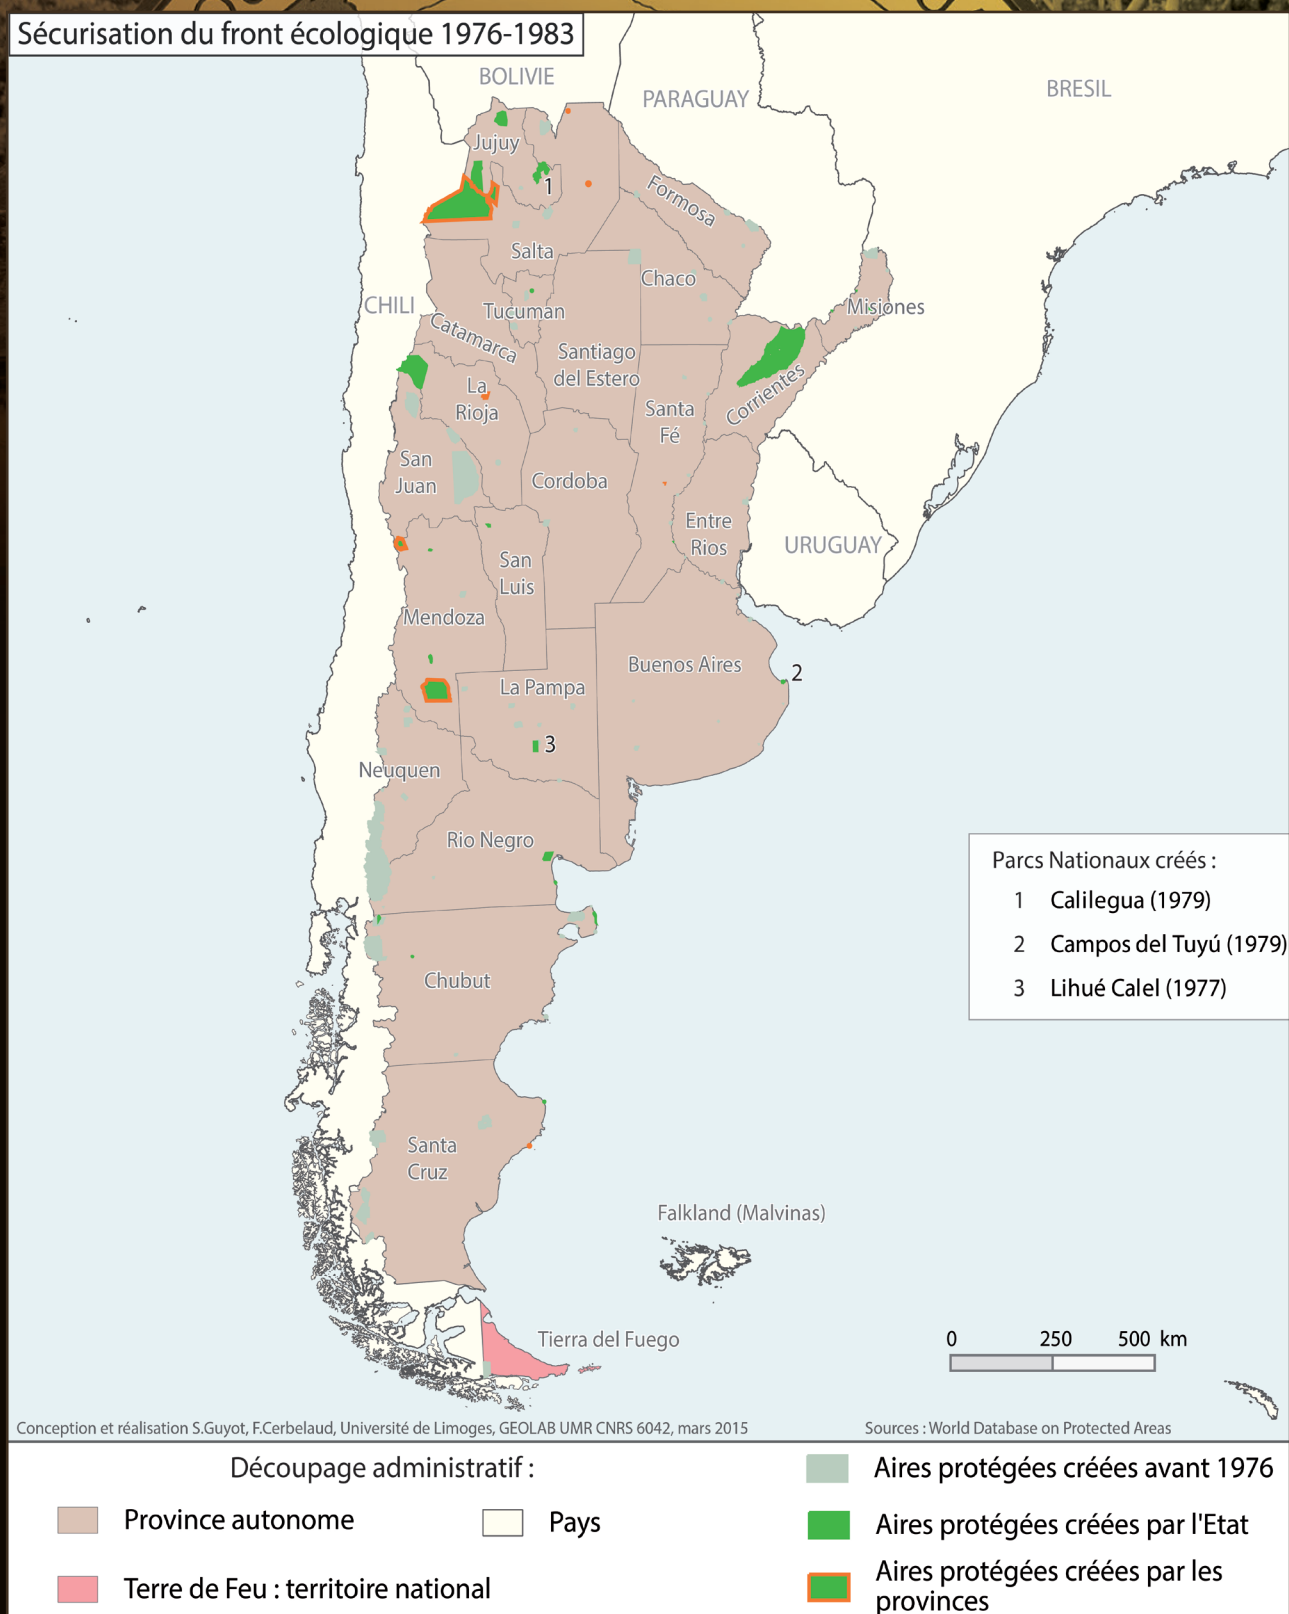 Sécurisation du front écologique 1976-1983
BOLIVIE
PARAGUAY
BRESIL
Jujuy
1
Formosa
Salta
Chaco
CHILI
Tucuman
Misiones
Catamarca
Santiago
del Estero
La
Rioja
Corrientes
Santa
Fé
San
Juan
Cordoba
Entre
Rios
URUGUAY
San
Luis
Mendoza
Buenos Aires
2
La Pampa
3
Neuquen
Rio Negro
Parcs Nationaux créés :
1 Calilegua (1979)
2 Campos del Tuyú (1979)
3 Lihué Calel (1977)
Chubut
Santa
Cruz
Falkland (Malvinas)
Tierra del Fuego
0 250 500 km
Conception et réalisation S.Guyot, F.Cerbelaud, Université de Limoges, GEOLAB UMR CNRS 6042, mars 2015
Sources : World Database on Protected Areas
Découpage administratif :
Province autonome
Pays
Terre de Feu : territoire national
Aires protégées créées avant 1976
Aires protégées créées par l'Etat
Aires protégées créées par les
provinces